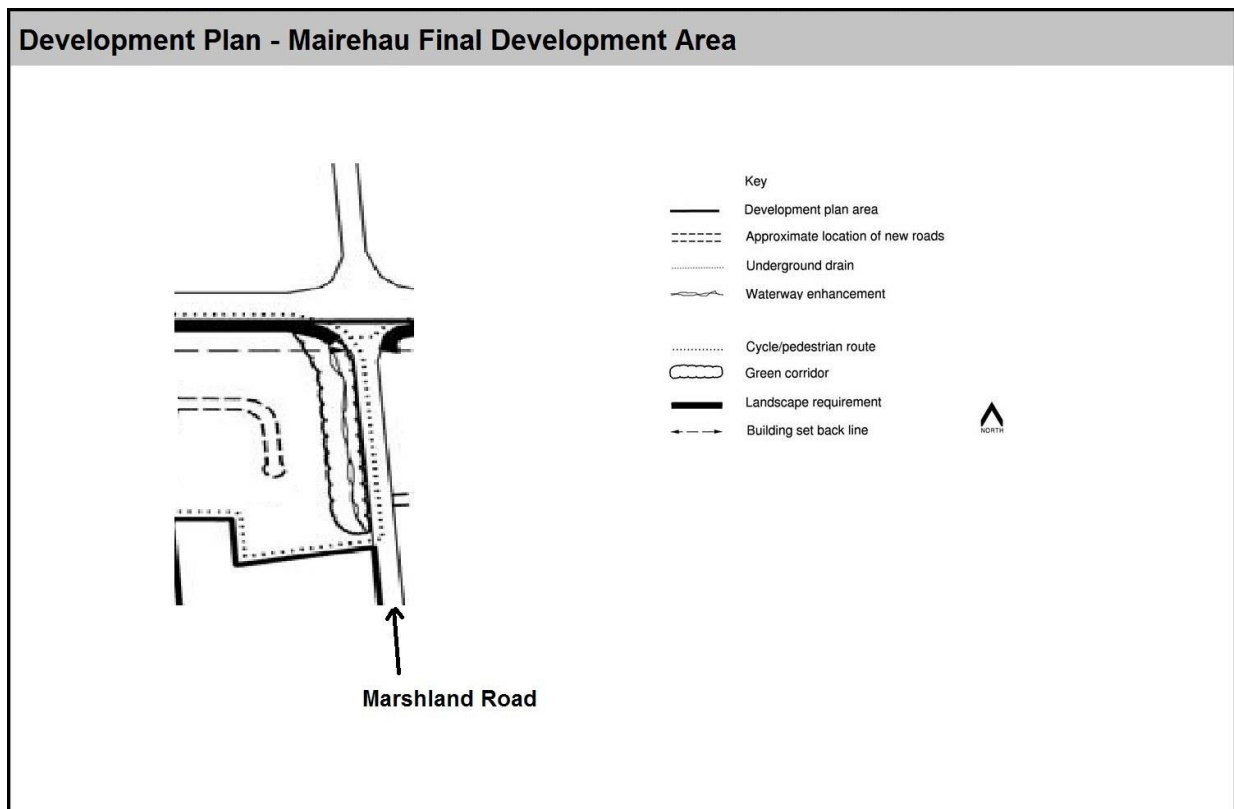 Development Plan - Mairehau Final Development Area
Key
Development plan area
Approximate location of new roads
Underground drain
Waterway enhancement
Cycle/pedestrian route
Green corridor
Landscape requirement
Building set back line
NORTH
Marshland Road